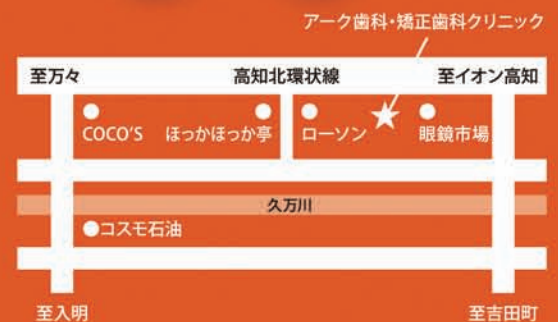 アーク歯科・矯正歯科クリニック
至万々 高知北環状線 至イオン高知
COCO'S ほっかほっか亭 ローソン 眼鏡市場
久万川
コスモ石油
至入明 至吉田町